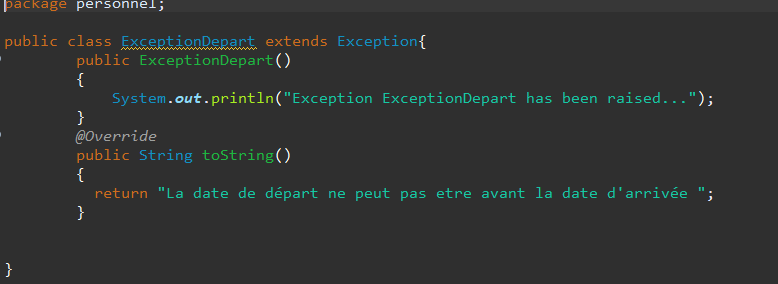 package personnel;
public class ExceptionDepart extends Exception{
public ExceptionDepart()
{
System.out.println("Exception ExceptionDepart has been raised...");
}
@Override
public String toString()
{
return "La date de départ ne peut pas etre avant la date d'arrivée ";
}
}